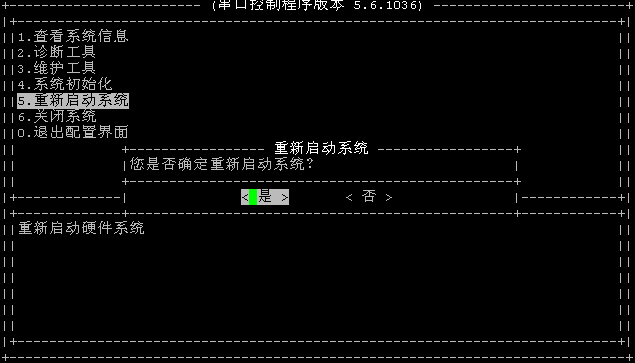 (串口控制程序版本 5.6.1036)
1.查看系统信息
2.诊断工具
3.维护工具
4.系统初始化
5.重新启动系统
6.关闭系统
0.退出配置界面
重新启动系统
您是否确定重新启动系统?
< 是 > < 否 >
重新启动硬件系统